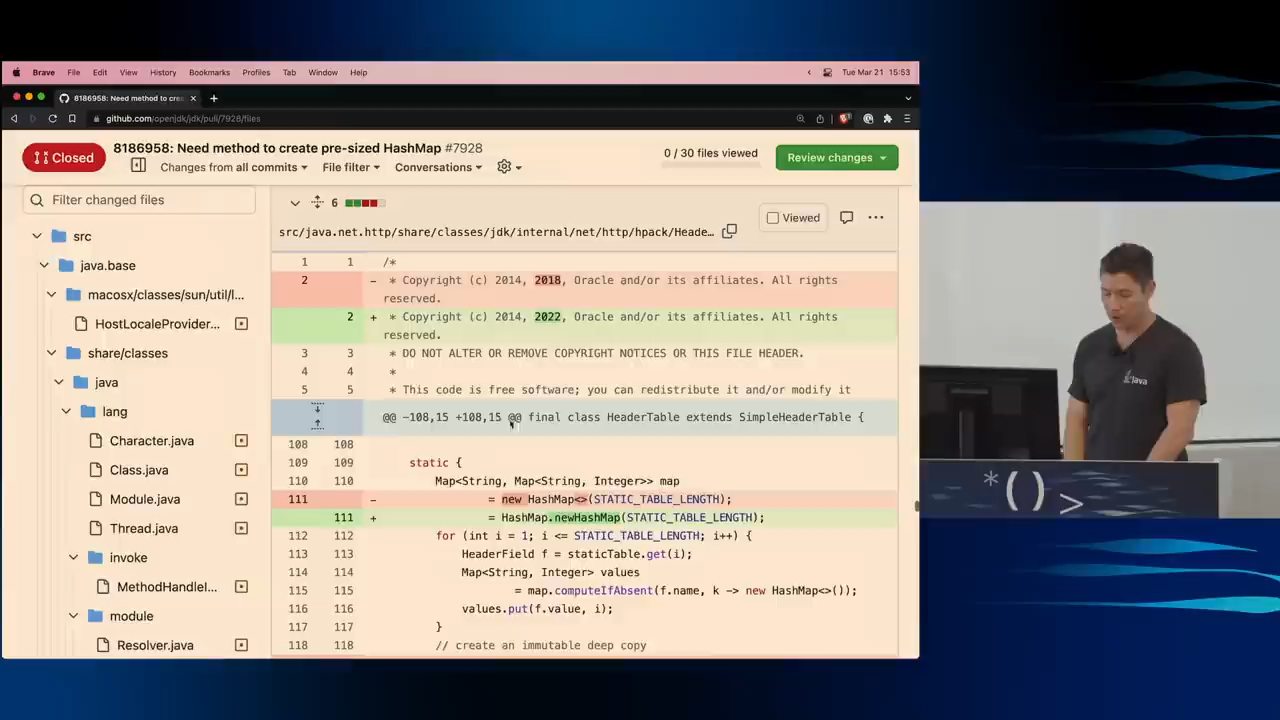 Brave File Edit View History Bookmarks Profiles Tab Window Help Tue Mar 21 15:53
8186958: Need method to crea
github.com/openjdk/jdk/pull/7928/files
Closed
8186958: Need method to create pre-sized HashMap #7928
Changes from all commits File filter Conversations
0 / 30 files viewed
Review changes
Filter changed files
src
java.base
macosx/classes/sun/util/l...
HostLocaleProvider...
share/classes
java
lang
Character.java
Class.java
Module.java
Thread.java
invoke
MethodHandleI...
module
Resolver.java
6
Viewed
src/java.net.http/share/classes/jdk/internal/net/http/hpack/Heade…
1 1 /*
2 - * Copyright (c) 2014, 2018, Oracle and/or its affiliates. All rights
reserved.
2 + * Copyright (c) 2014, 2022, Oracle and/or its affiliates. All rights
reserved.
3 3 * DO NOT ALTER OR REMOVE COPYRIGHT NOTICES OR THIS FILE HEADER.
4 4 *
5 5 * This code is free software; you can redistribute it and/or modify it
@@ -108,15 +108,15 @@ final class HeaderTable extends SimpleHeaderTable {
108 108
109 109 static {
110 110 Map<String, Map<String, Integer>> map
111 - = new HashMap<>(STATIC_TABLE_LENGTH);
111 + = HashMap.newHashMap(STATIC_TABLE_LENGTH);
112 112 for (int i = 1; i <= STATIC_TABLE_LENGTH; i++) {
113 113 HeaderField f = staticTable.get(i);
114 114 Map<String, Integer> values
115 115 = map.computeIfAbsent(f.name, k -> new HashMap<>());
116 116 values.put(f.value, i);
117 117 }
118 118 // create an immutable deep copy
Java
*()>